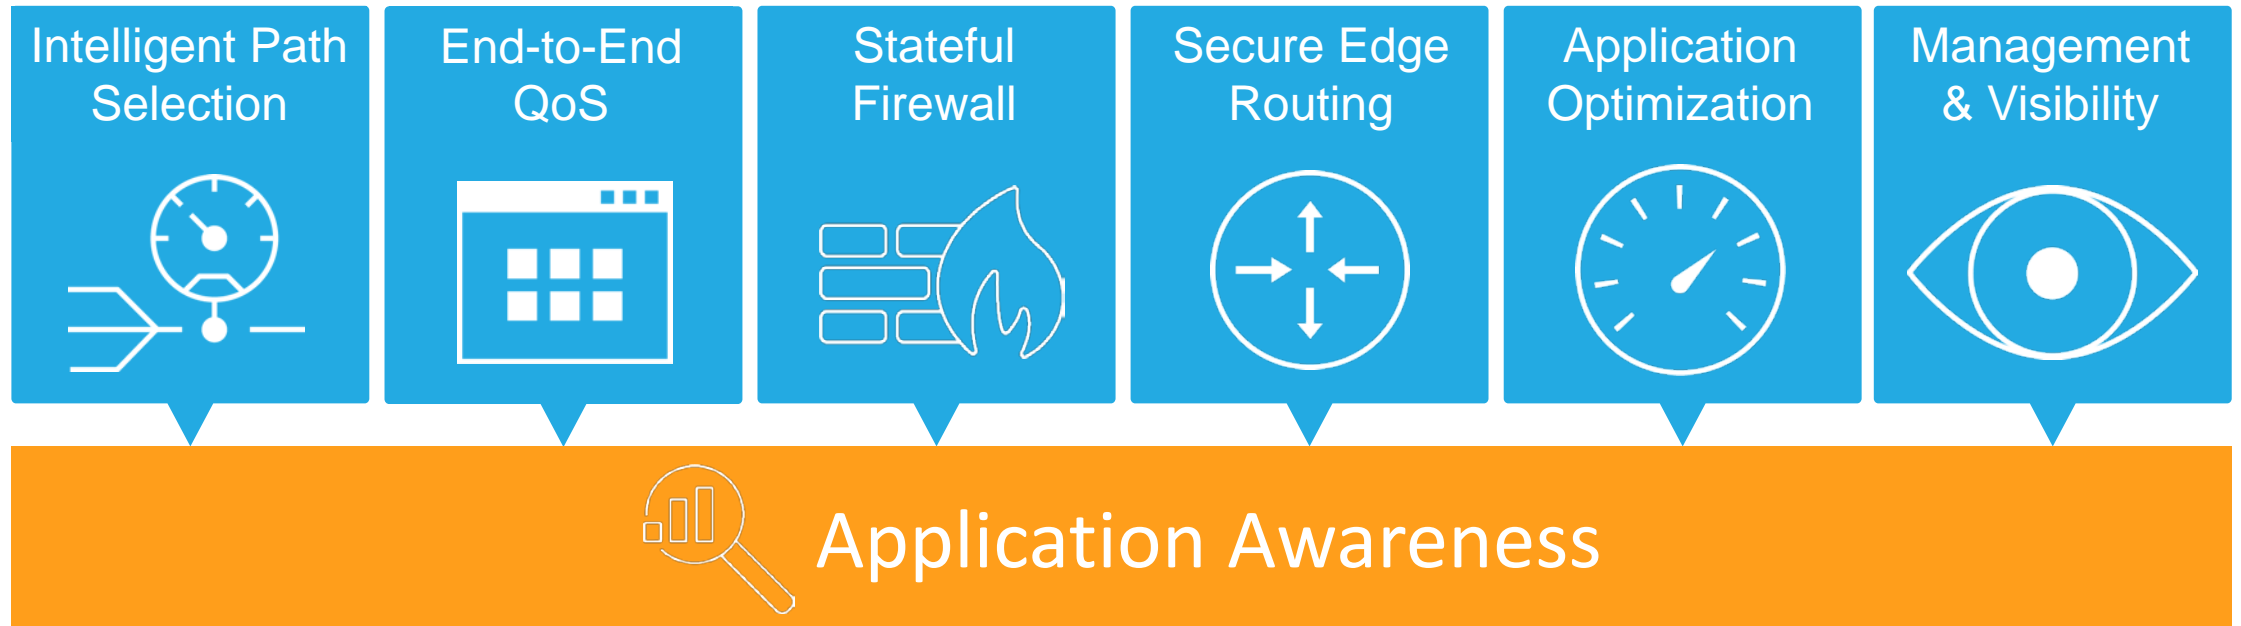 Intelligent Path
Selection
End-to-End
QoS
Stateful
Firewall
Secure Edge
Routing
Application
Optimization
Management
& Visibility
Application Awareness